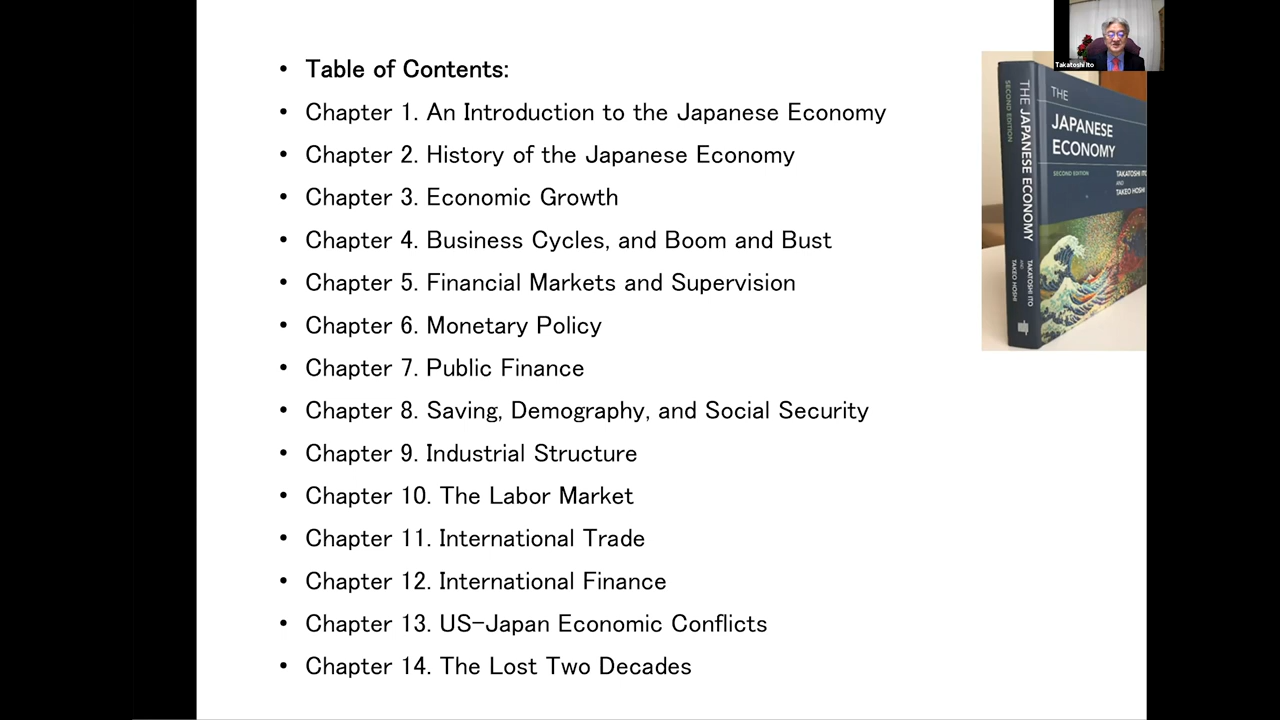 • Table of Contents:
• Chapter 1. An Introduction to the Japanese Economy
• Chapter 2. History of the Japanese Economy
• Chapter 3. Economic Growth
• Chapter 4. Business Cycles, and Boom and Bust
• Chapter 5. Financial Markets and Supervision
• Chapter 6. Monetary Policy
• Chapter 7. Public Finance
• Chapter 8. Saving, Demography, and Social Security
• Chapter 9. Industrial Structure
• Chapter 10. The Labor Market
• Chapter 11. International Trade
• Chapter 12. International Finance
• Chapter 13. US-Japan Economic Conflicts
• Chapter 14. The Lost Two Decades
Takatoshi Ito
THE JAPANESE ECONOMY
SECOND EDITION
TAKATOSHI ITO
AND
TAKEO HOSHI
THE
JAPANESE
ECONOMY
SECOND EDITION
TAKATOSHI ITO
AND
TAKEO HOSHI